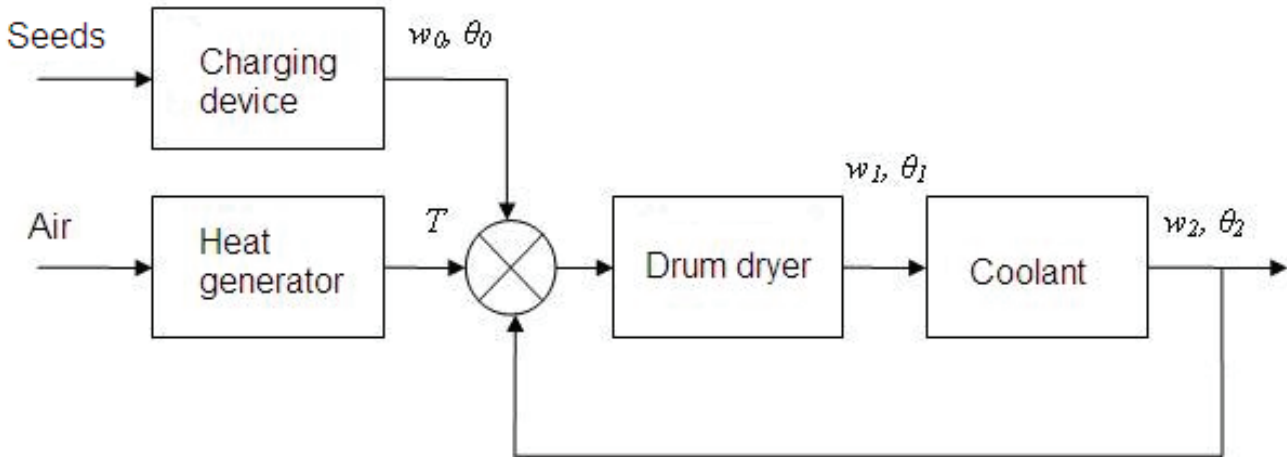 Seeds
Charging
device
w0, θ0
Air
Heat
generator
T
Drum dryer
w1, θ1
Coolant
w2, θ2